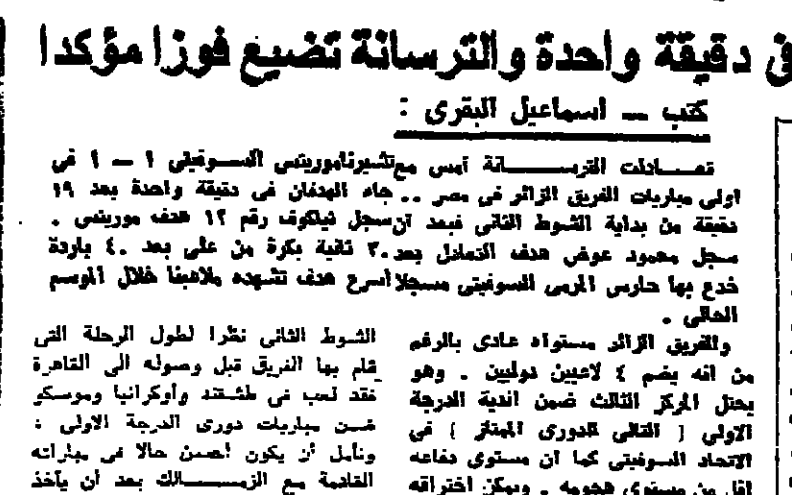 فى دقيقة واحدة والترسانة تضيع فوزا مؤكدا
كتب ـ اسماعيل البقرى :
تعادلت الترسانة أمس مع تشيرناموريتس السوفيتى ١ ـ ١ فى
اولى مباريات الفريق الزائر فى مصر .. جاء الهدفان فى دقيقة واحدة بعد ١٩
دقيقة من بداية الشوط الثانى فبعد أن سجل رقم ١٢ هدف موريتسى .
سجل محمود عوض هدف التعادل بعد ٣٠ ثانية بكرة من على بعد ٤٠ ياردة
خدع بها حارس المرمى السوفيتى مسجلا أسرع هدف تشهده ملاعبنا خلال الموسم
الحالى .
والفريق الزائر مستواه عادى بالرغم
من انه يضم ٤ لاعبين دوليين . وهو
يحتل المركز الثالث ضمن اندية الدرجة
الاولى ( التالى للدورى الممتاز ) فى
الاتحاد السوفيتى كما ان مستوى دفاعه
اقل من مستوى هجومه . ويمكن اختراقه
الشوط الثانى نظرا لطول الرحلة التى
قام بها الفريق قبل وصوله الى القاهرة
فقد لعب فى طشقند وأوكرانيا وموسكو
ضمن مباريات دورى الدرجة الاولى :
ونأمل أن يكون أحسن حالا فى مباراته
القادمة مع الزمالك بعد أن يأخذ